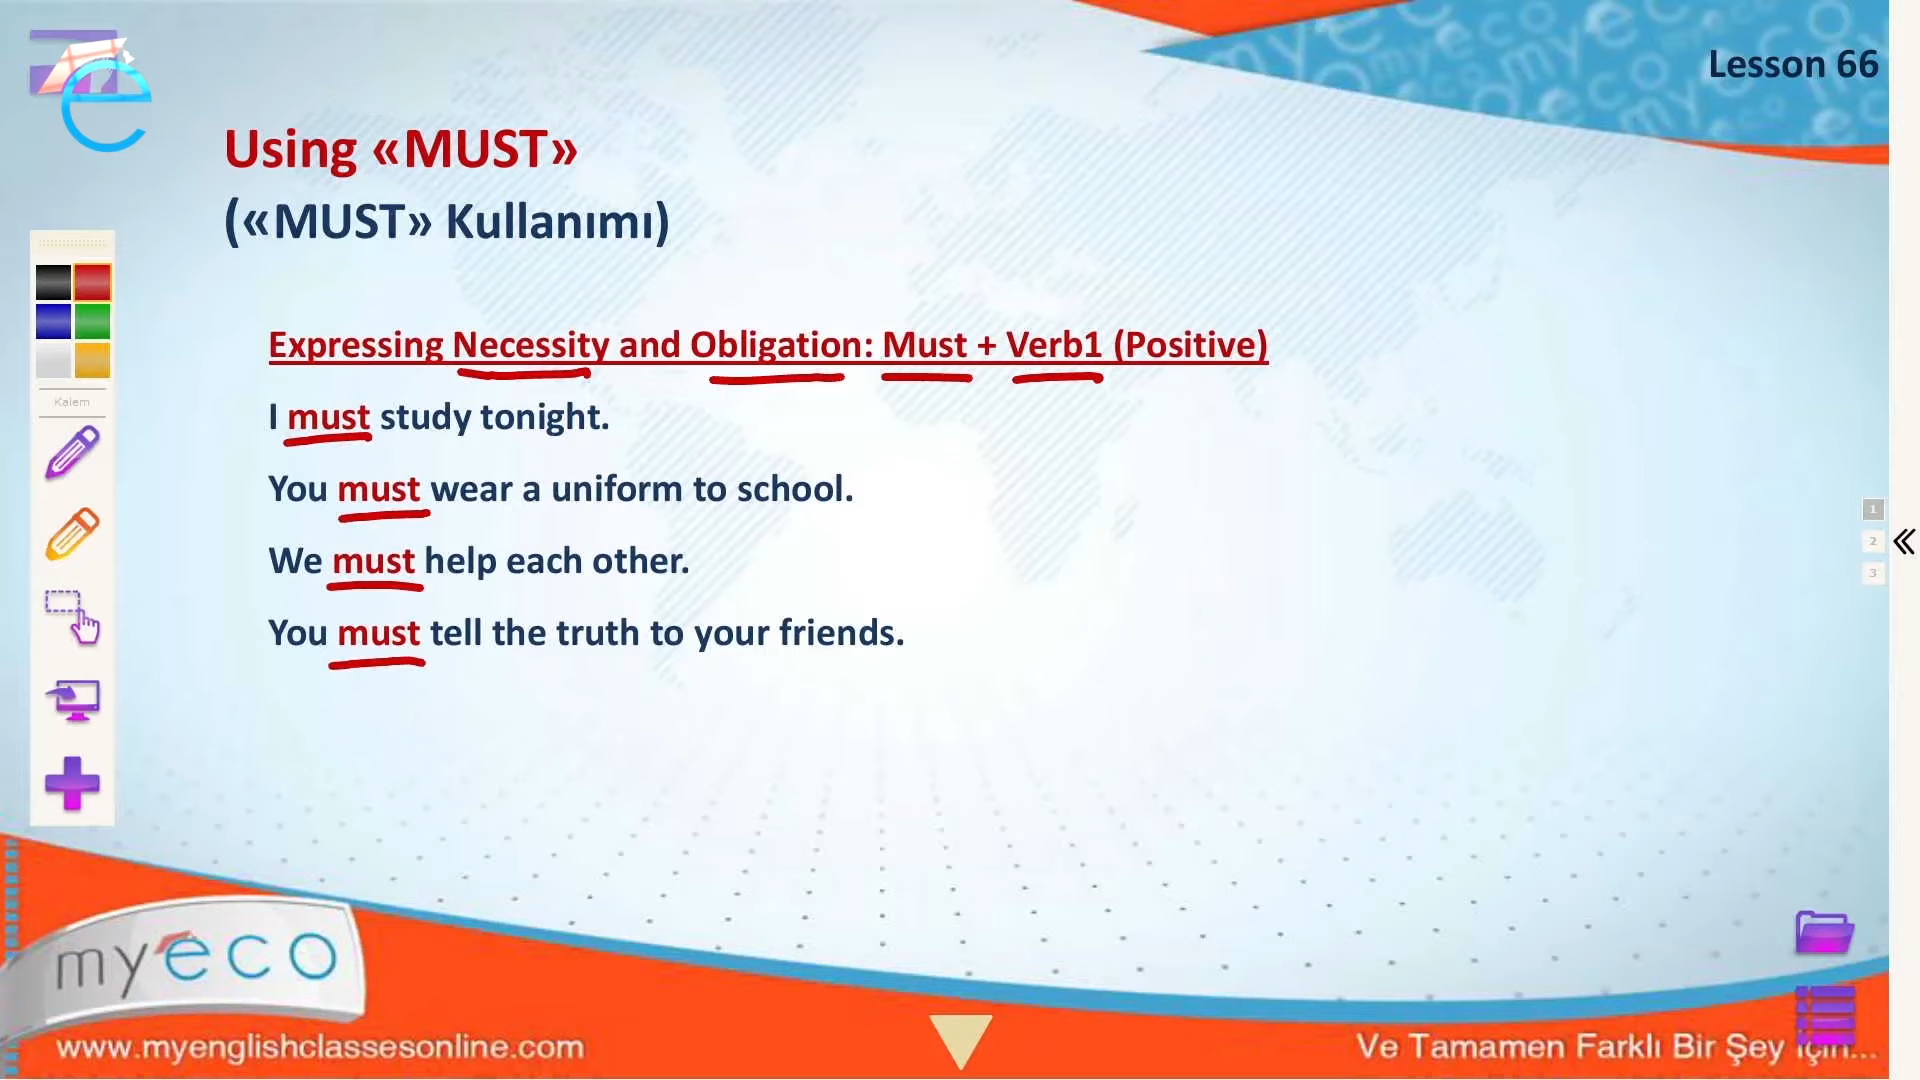 Lesson 66
Using «MUST»
(«MUST» Kullanımı)
Kalem
Expressing Necessity and Obligation: Must + Verb1 (Positive)
I must study tonight.
You must wear a uniform to school.
We must help each other.
You must tell the truth to your friends.
1
2
3
myeco
www.myenglishclassesonline.com
Ve Tamamen Farklı Bir Şey için...